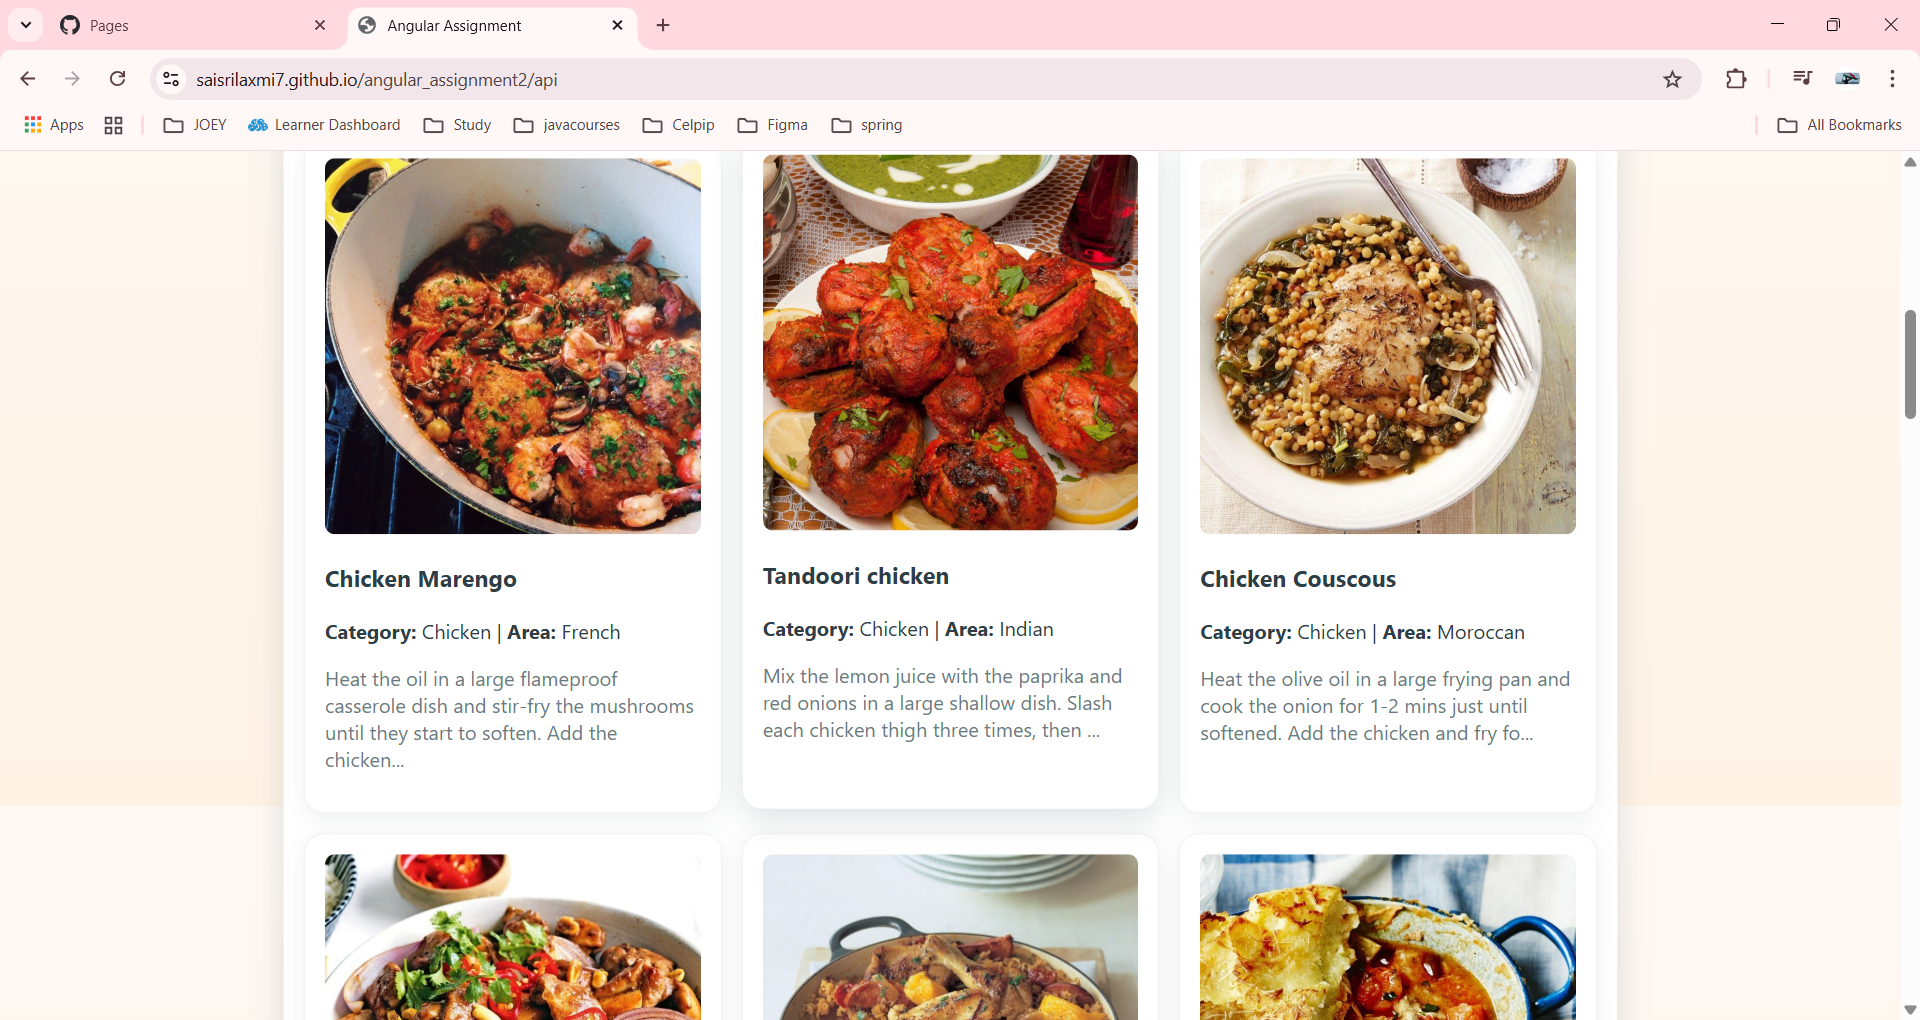 Pages
Angular Assignment
saisrilaxmi7.github.io/angular_assignment2/api
Apps
JOEY
Learner Dashboard
Study
javacourses
Celpip
Figma
spring
All Bookmarks
Chicken Marengo
Category: Chicken | Area: French
Heat the oil in a large flameproof
casserole dish and stir-fry the mushrooms
until they start to soften. Add the
chicken...
Tandoori chicken
Category: Chicken | Area: Indian
Mix the lemon juice with the paprika and
red onions in a large shallow dish. Slash
each chicken thigh three times, then ...
Chicken Couscous
Category: Chicken | Area: Moroccan
Heat the olive oil in a large frying pan and
cook the onion for 1-2 mins just until
softened. Add the chicken and fry fo...